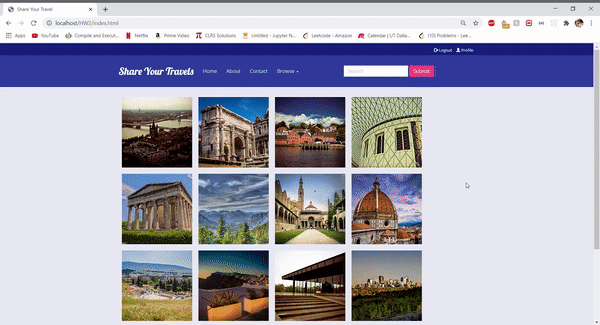 Share Your Travel
localhost/HW2/index.html
Apps YouTube Compile and Execut... Netflix Prime Video CLRS Solutions Untitled - Jupyter N... Leetcode - Amazon Calendar | UT Dalla... (10) Problems - Lee...
Logout Profile
Share Your Travels Home About Contact Browse Search Submit